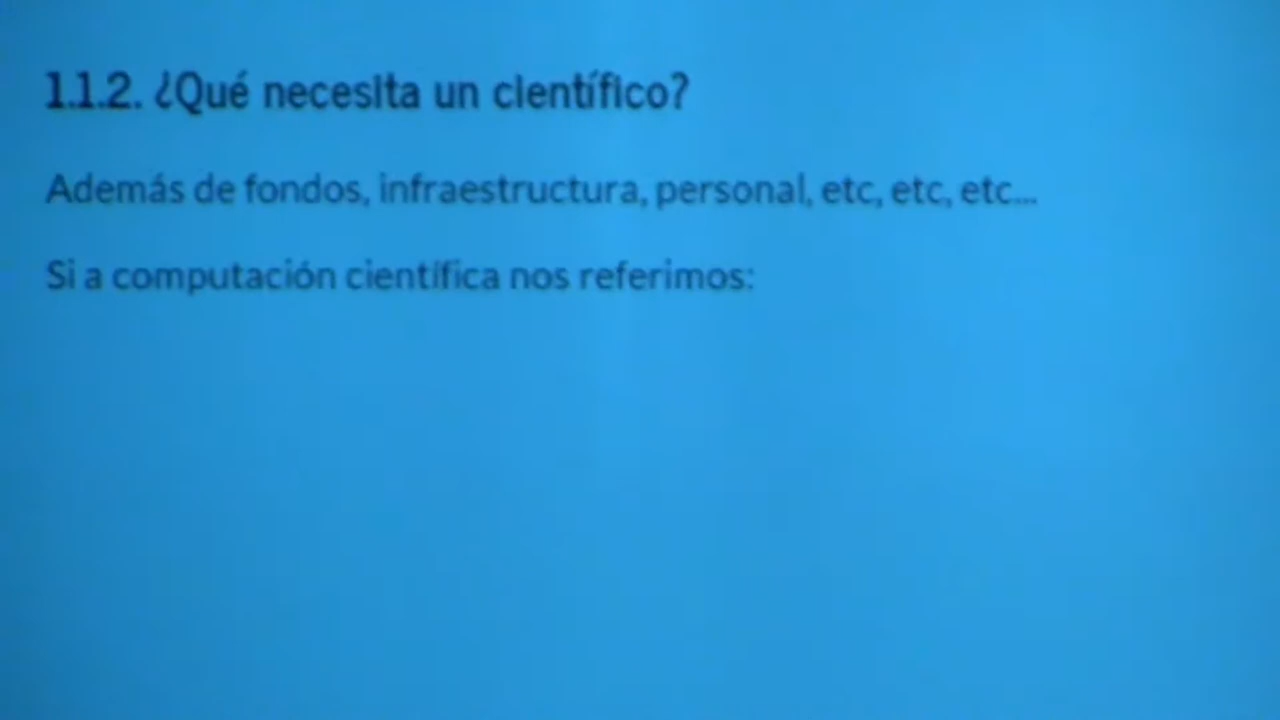 1.1.2. ¿Qué necesita un científico?
Además de fondos, infraestructura, personal, etc, etc, etc...
Si a computación científica nos referimos: